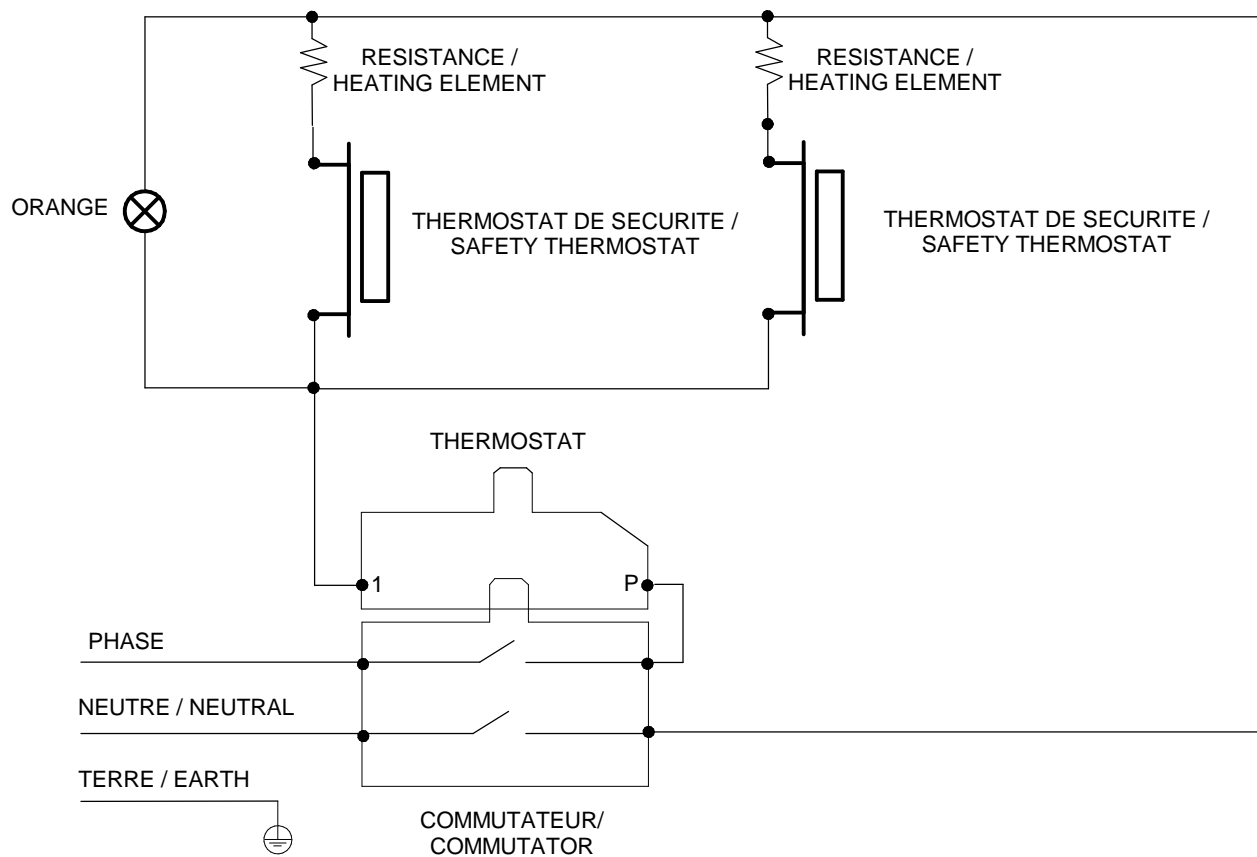 RESISTANCE /
HEATING ELEMENT
RESISTANCE /
HEATING ELEMENT
ORANGE
THERMOSTAT DE SECURITE /
SAFETY THERMOSTAT
THERMOSTAT DE SECURITE /
SAFETY THERMOSTAT
THERMOSTAT
1
P
PHASE
NEUTRE / NEUTRAL
TERRE / EARTH
COMMUTATEUR/
COMMUTATOR